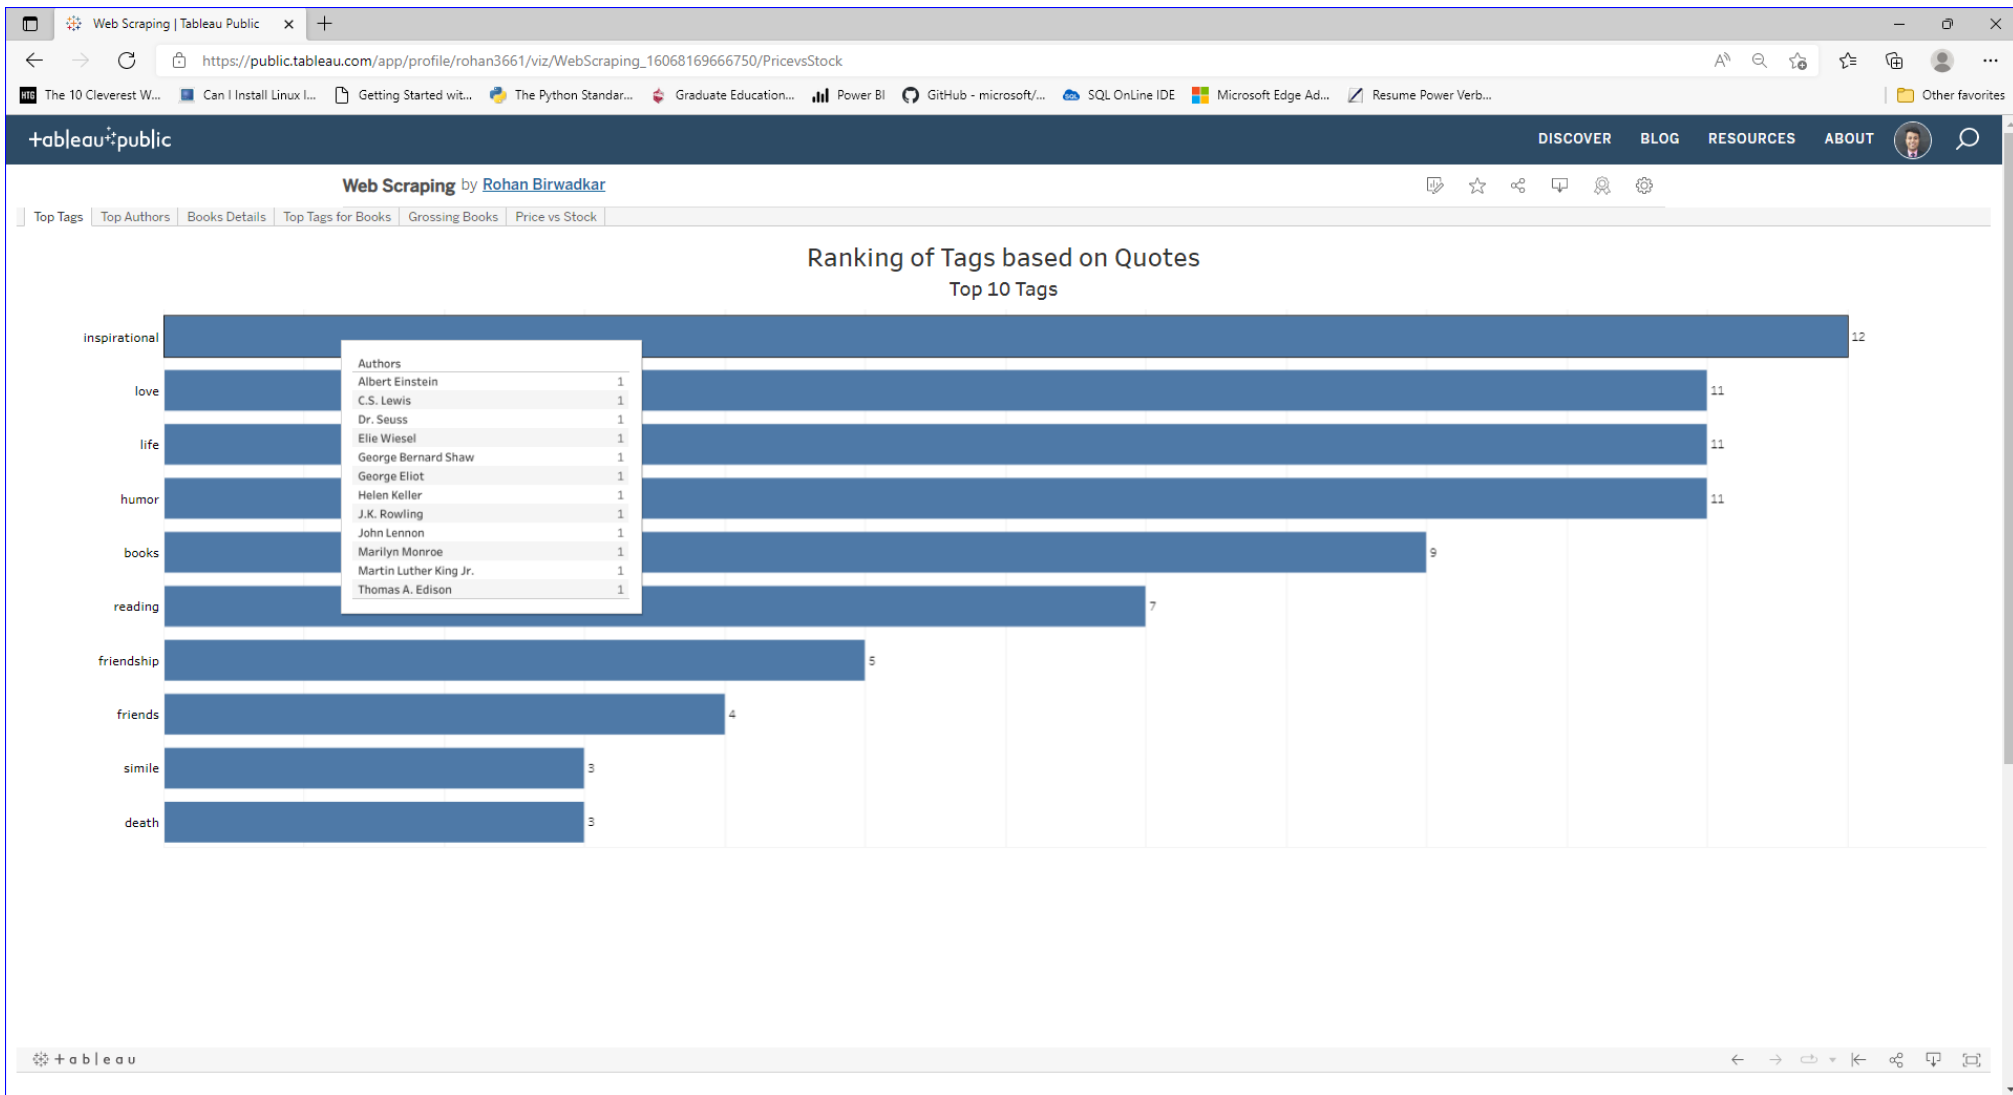 Web Scraping | Tableau Public
https://public.tableau.com/app/profile/rohan3661/viz/WebScraping_16068169666750/PricevsStock
HTG The 10 Cleverest W... Can I Install Linux I... Getting Started wit... The Python Standar... Graduate Education... Power BI GitHub - microsoft/... SQL OnLine IDE Microsoft Edge Ad... Resume Power Verb... Other favorites
+ableau public DISCOVER BLOG RESOURCES ABOUT
Web Scraping by Rohan Birwadkar
Top Tags Top Authors Books Details Top Tags for Books Grossing Books Price vs Stock
Ranking of Tags based on Quotes
Top 10 Tags
inspirational 12
love 11
life 11
humor 11
books 9
reading 7
friendship 5
friends 4
simile 3
death 3
Authors
Albert Einstein 1
C.S. Lewis 1
Dr. Seuss 1
Elie Wiesel 1
George Bernard Shaw 1
George Eliot 1
Helen Keller 1
J.K. Rowling 1
John Lennon 1
Marilyn Monroe 1
Martin Luther King Jr. 1
Thomas A. Edison 1
+ableau